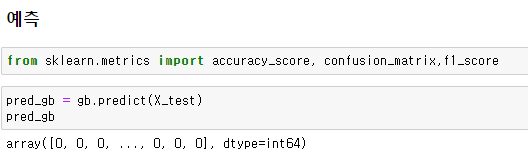 예측
from sklearn.metrics import accuracy_score, confusion_matrix,f1_score
pred_gb = gb.predict(X_test)
pred_gb
array([0, 0, 0, ..., 0, 0, 0], dtype=int64)